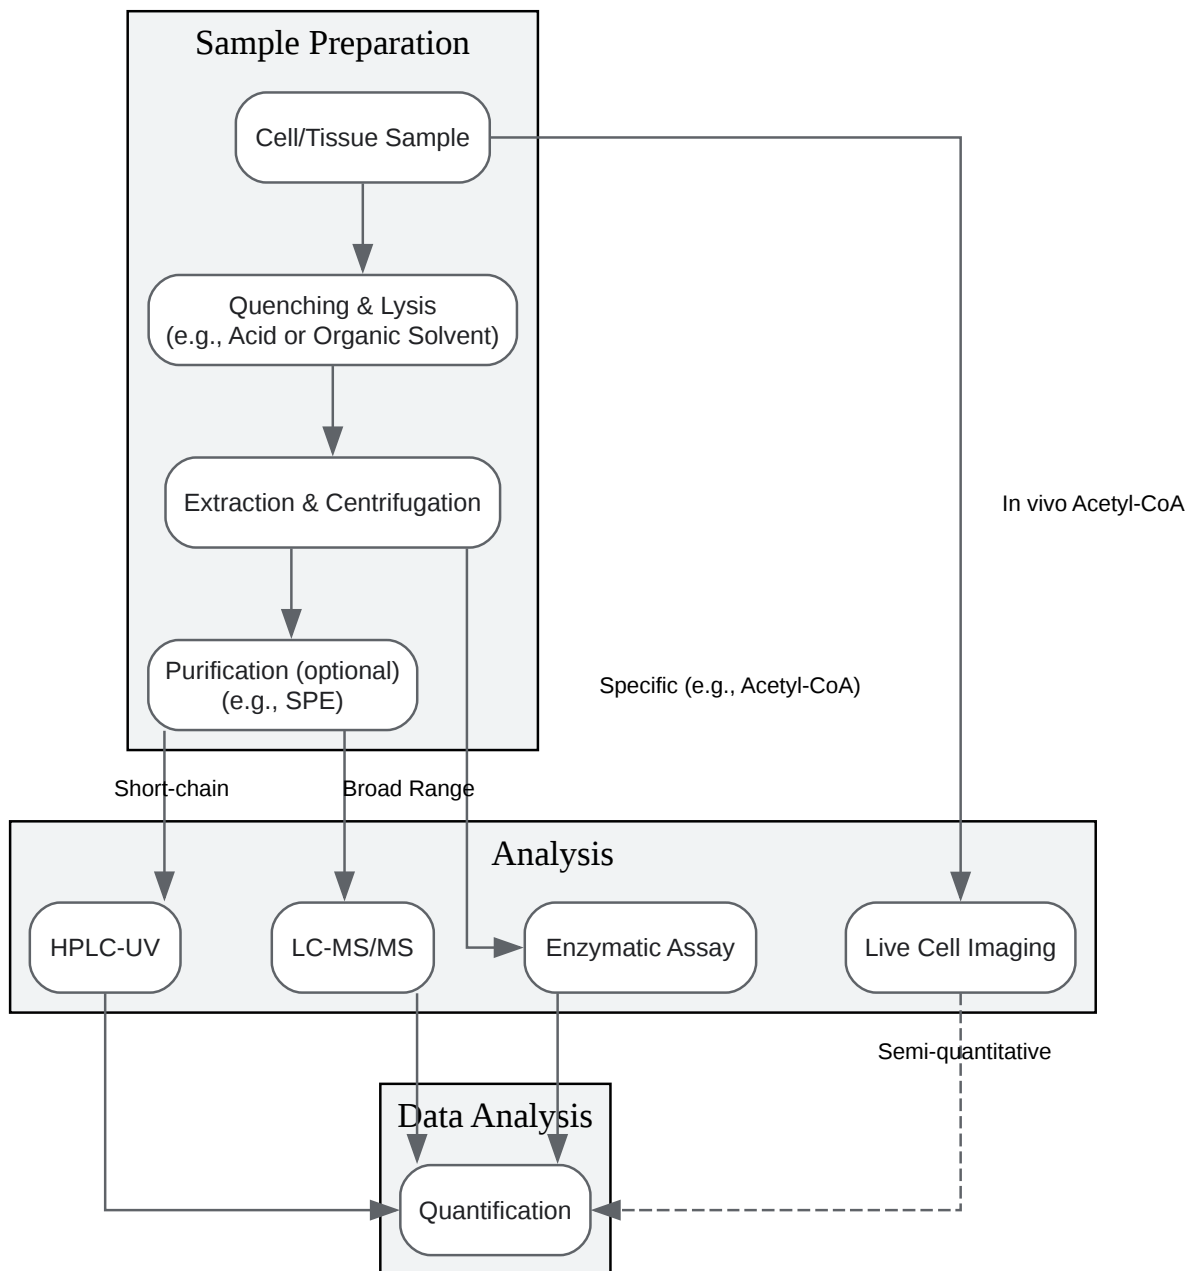 Sample Preparation
Cell/Tissue Sample
Quenching & Lysis
(e.g., Acid or Organic Solvent)
Extraction & Centrifugation
In vivo Acetyl-CoA
Purification (optional)
(e.g., SPE)
Specific (e.g., Acetyl-CoA)
Short-chain
Broad Range
Analysis
HPLC-UV
LC-MS/MS
Enzymatic Assay
Live Cell Imaging
Semi-quantitative
Data Analysis
Quantification